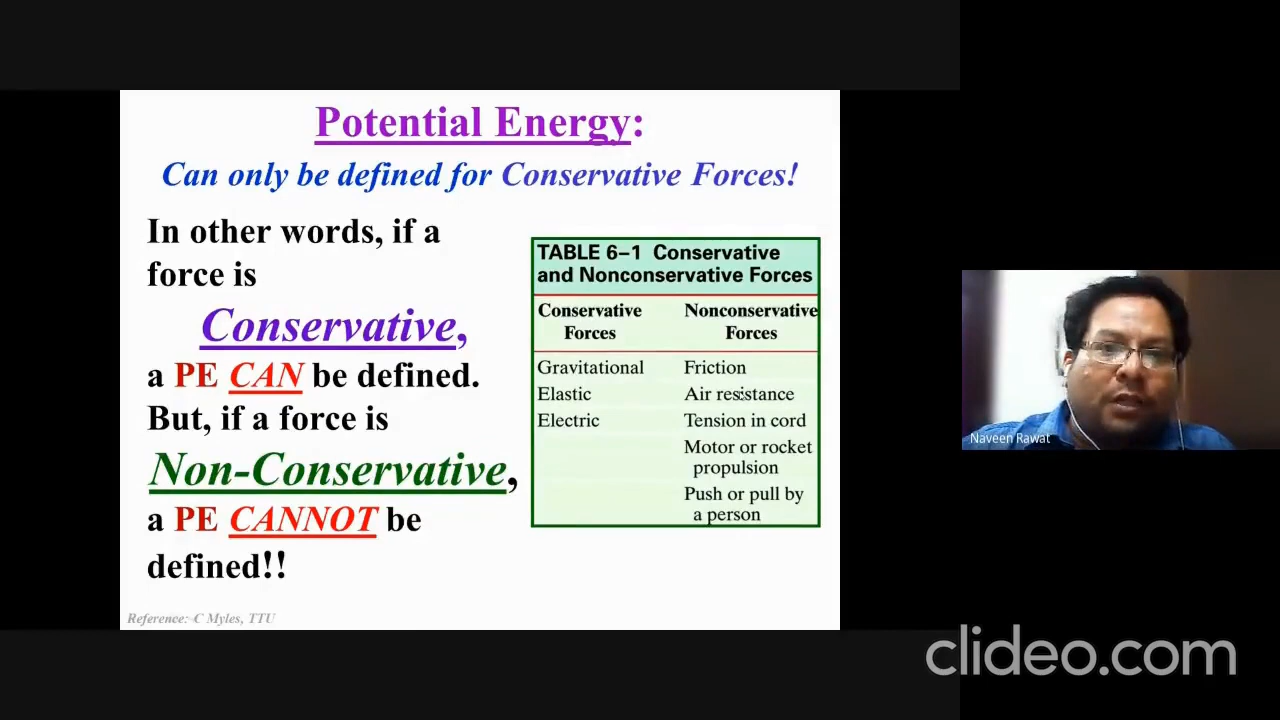 Potential Energy:
Can only be defined for Conservative Forces!
In other words, if a
force is
Conservative,
a PE CAN be defined.
But, if a force is
Non-Conservative,
a PE CANNOT be
defined!!
TABLE 6–1 Conservative
and Nonconservative Forces
Conservative
Forces
Nonconservative
Forces
Gravitational
Friction
Elastic
Air resistance
Electric
Tension in cord
Motor or rocket
propulsion
Push or pull by
a person
Reference:- C Myles, TTU
Naveen Rawat
clideo.com